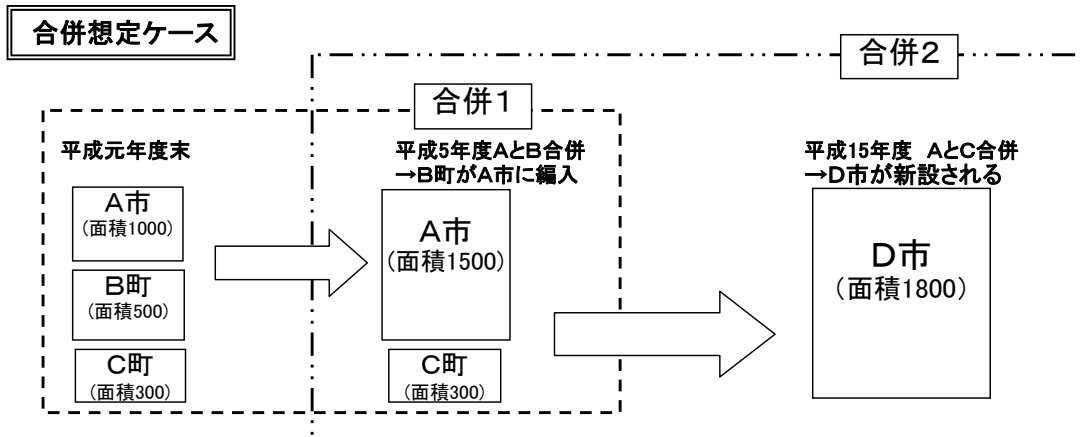 合併想定ケース
合併２
合併１
平成元年度末
平成5年度ＡとＢ合併
→Ｂ町がＡ市に編入
平成15年度　ＡとＣ合併
→Ｄ市が新設される
Ａ市
（面積1000）
Ｂ町
（面積500）
Ｃ町
（面積300）
Ａ市
（面積1500）
Ｃ町
（面積300）
Ｄ市
（面積1800）